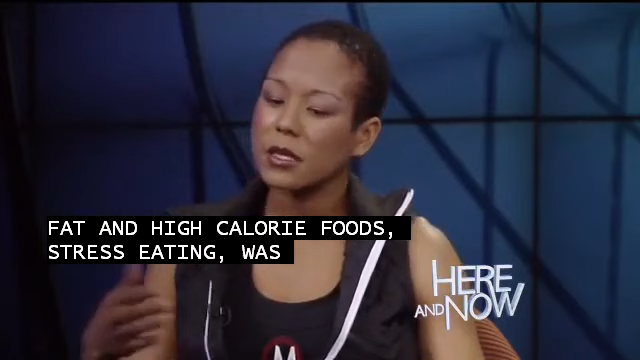 FAT AND HIGH CALORIE FOODS,
STRESS EATING, WAS
HERE
AND NOW
M